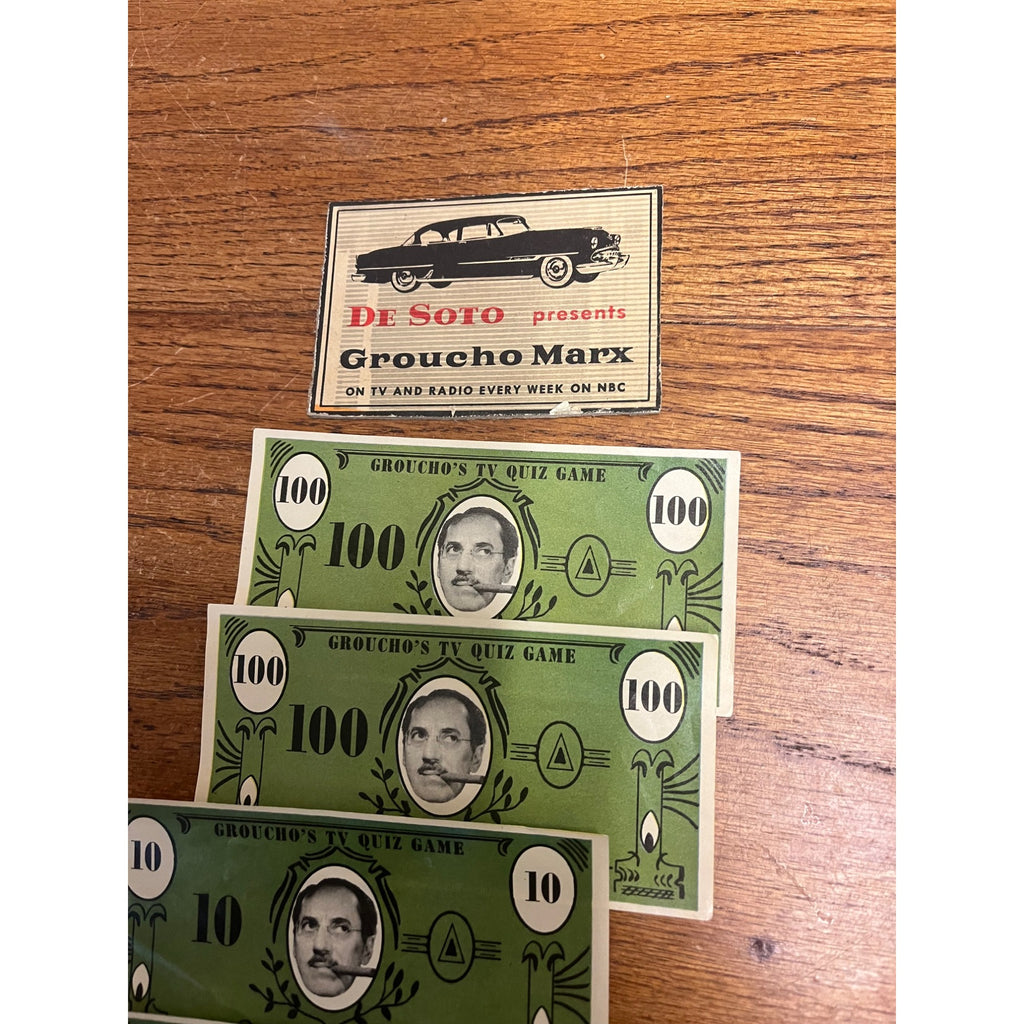 DE SOTO presents
Groucho Marx
ON TV AND RADIO EVERY WEEK ON NBC
GROUCHO'S TV QUIZ GAME
100 100
100
GROUCHO'S TV QUIZ GAME
100 100
100
GROUCHO'S TV QUIZ GAME
10 10
10